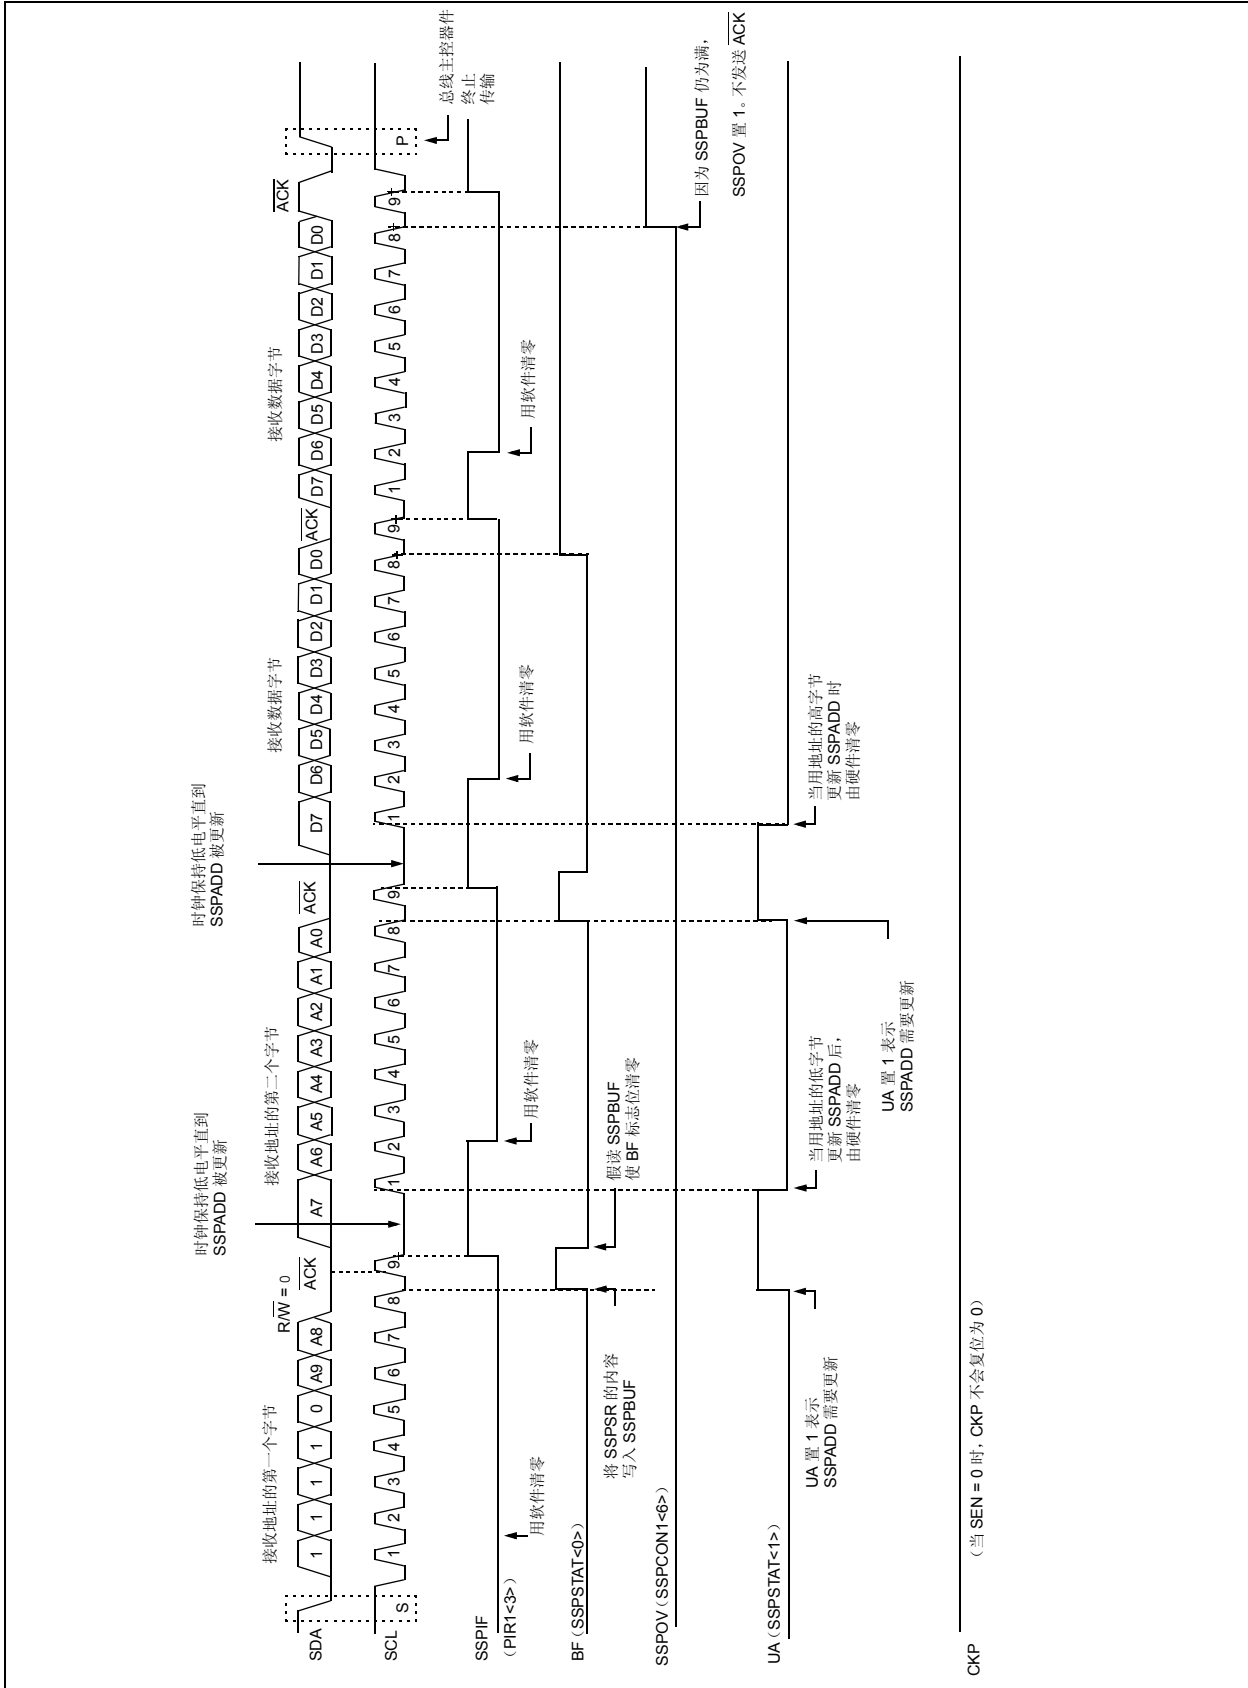 接收地址的第一个字节
R/W = 0
时钟保持低电平直到
SSPADD 被更新
接收地址的第二个字节
时钟保持低电平直到
SSPADD 被更新
接收数据字节
接收数据字节
ACK
SDA
1 1 1 1 0 A9 A8 ACK A7 A6 A5 A4 A3 A2 A1 A0 ACK D7 D6 D5 D4 D3 D2 D1 D0 ACK D7 D6 D5 D4 D3 D2 D1 D0
SCL
S 1 2 3 4 5 6 7 8 9 1 2 3 4 5 6 7 8 9 1 2 3 4 5 6 7 8 9 1 2 3 4 5 6 7 8 9 P
总线主控器件
终止
传输
SSPIF
(PIR1<3>)
用软件清零
用软件清零
用软件清零
用软件清零
BF（SSPSTAT<0>）
将 SSPSR 的内容
写入 SSPBUF
假读 SSPBUF
使 BF 标志位清零
SSPOV（SSPCON1<6>）
因为 SSPBUF 仍为满，
SSPOV 置 1。不发送 ACK
UA（SSPSTAT<1>）
UA 置 1 表示
SSPADD 需要更新
当用地址的低字节
更新 SSPADD 后，
由硬件清零
UA 置 1 表示
SSPADD 需要更新
当用地址的高字节
更新 SSPADD 时
由硬件清零
CKP
（当 SEN = 0 时，CKP 不会复位为 0）